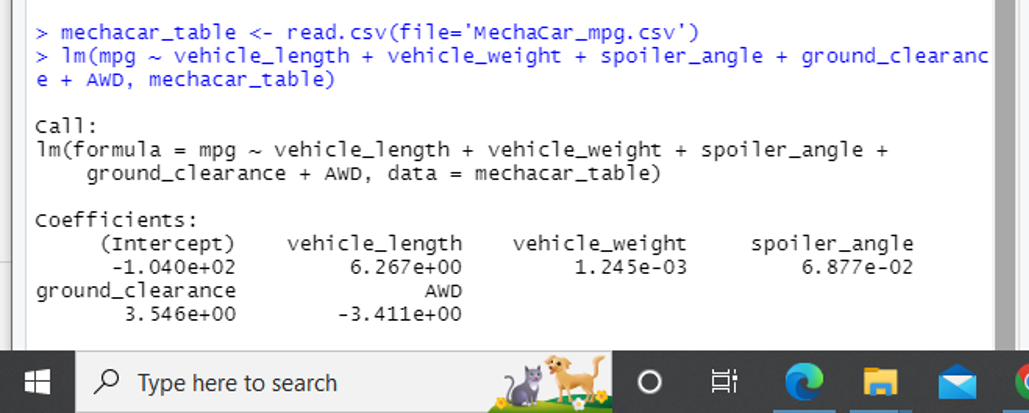 > mechacar_table <- read.csv(file='MechaCar_mpg.csv')
> lm(mpg ~ vehicle_length + vehicle_weight + spoiler_angle + ground_clearanc
e + AWD, mechacar_table)
Call:
lm(formula = mpg ~ vehicle_length + vehicle_weight + spoiler_angle +
    ground_clearance + AWD, data = mechacar_table)
Coefficients:
     (Intercept)    vehicle_length    vehicle_weight     spoiler_angle
      -1.040e+02         6.267e+00         1.245e-03         6.877e-02
ground_clearance               AWD
       3.546e+00        -3.411e+00
Type here to search